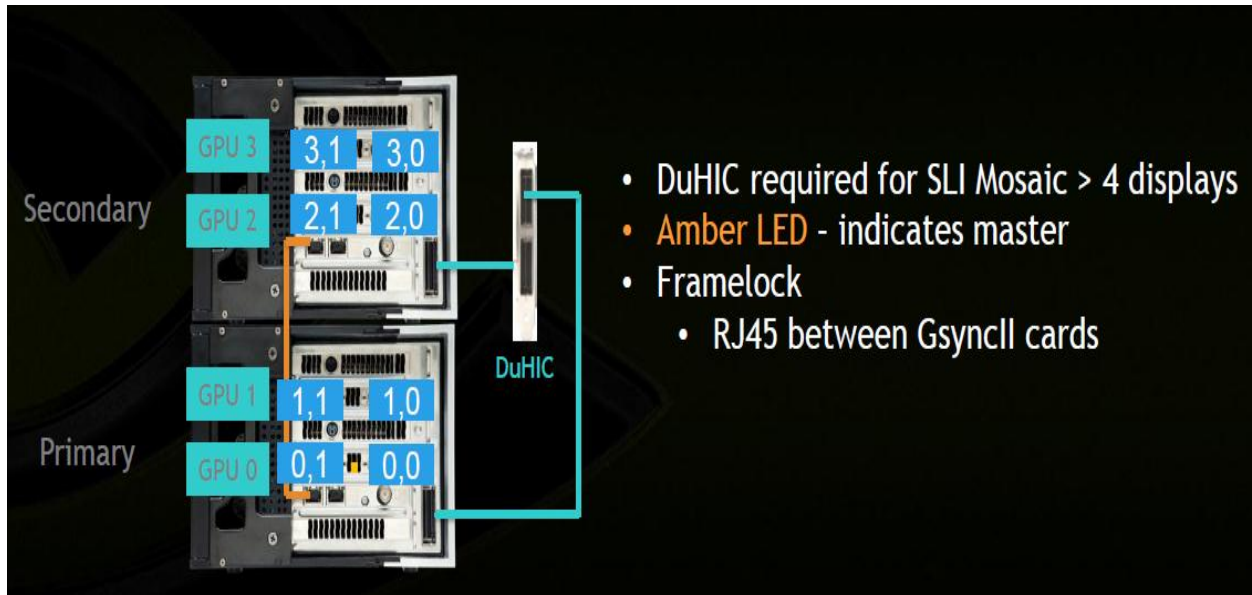 Secondary
GPU 3
3,1
3,0
GPU 2
2,1
2,0
Primary
GPU 1
1,1
1,0
GPU 0
0,1
0,0
DuHIC
• DuHIC required for SLI Mosaic > 4 displays
• Amber LED - indicates master
• Framelock
• RJ45 between GsyncII cards